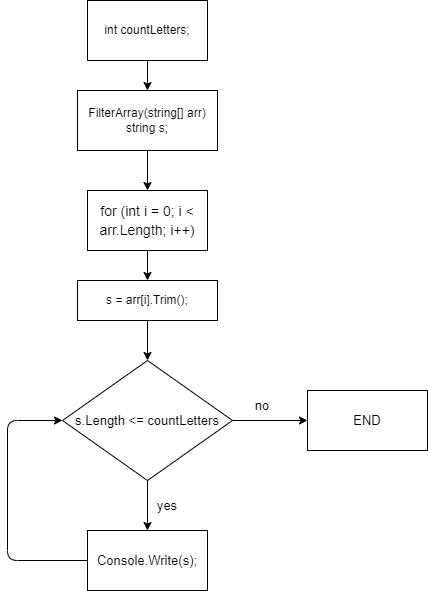 int countLetters;
FilterArray(string[] arr)
string s;
for (int i = 0; i <
arr.Length; i++)
s = arr[i].Trim();
s.Length <= countLetters
no
END
yes
Console.Write(s);